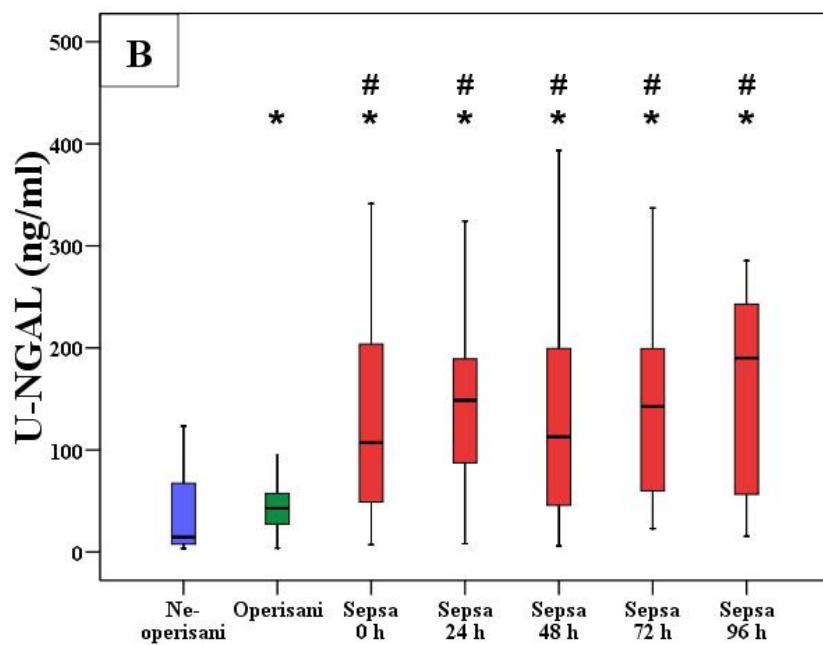 B
U-NGAL (ng/ml)
500
400
300
200
100
0
# # # # #
* * * * * *
Ne-
operisani
Operisani
Sepsa
0 h
Sepsa
24 h
Sepsa
48 h
Sepsa
72 h
Sepsa
96 h